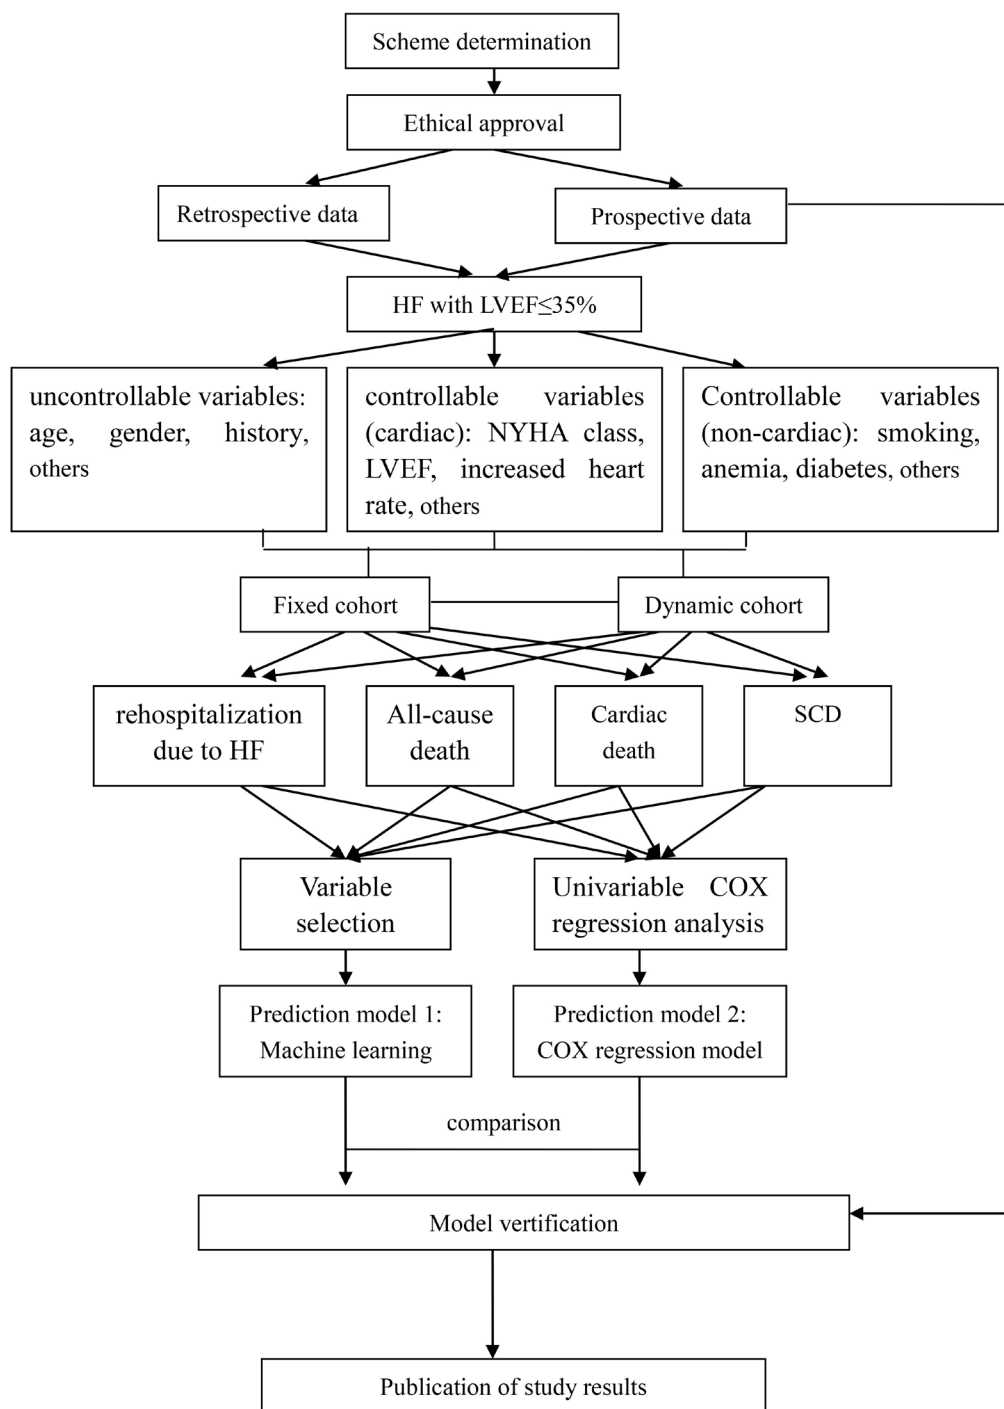 Scheme determination
Ethical approval
Retrospective data
Prospective data
HF with LVEF≤35%
uncontrollable variables:
age, gender, history,
others
controllable variables
(cardiac): NYHA class,
LVEF, increased heart
rate, others
Controllable variables
(non-cardiac): smoking,
anemia, diabetes, others
Fixed cohort
Dynamic cohort
rehospitalization
due to HF
All-cause
death
Cardiac
death
SCD
Variable
selection
Univariable COX
regression analysis
Prediction model 1:
Machine learning
Prediction model 2:
COX regression model
comparison
Model vertification
Publication of study results